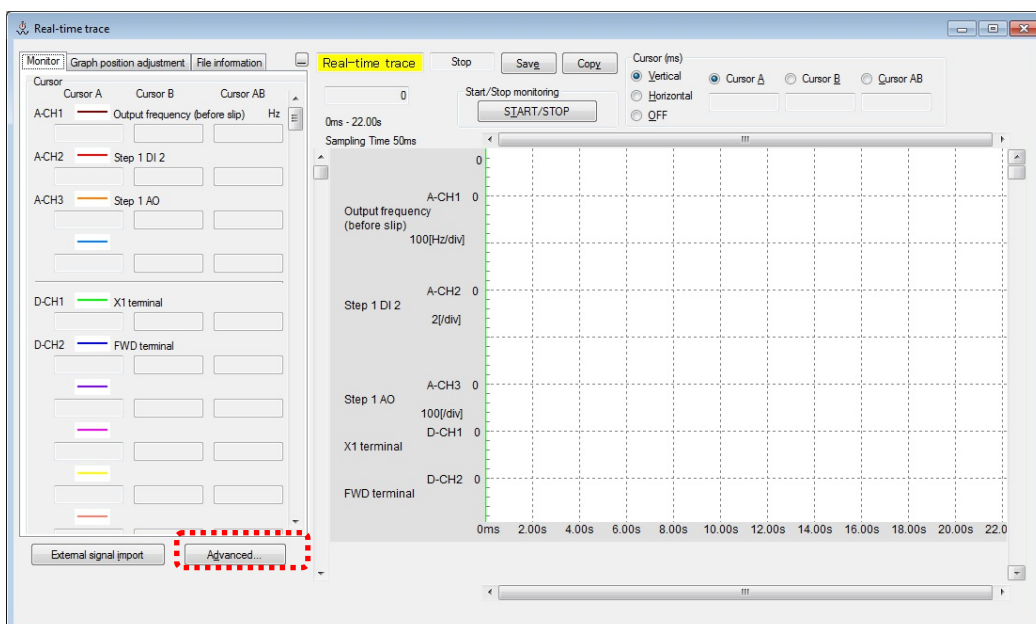 Real-time trace
Monitor Graph position adjustment File information
Real-time trace Stop Save Copy
Cursor (ms)
Vertical Cursor A Cursor B Cursor AB
Horizontal
OFF
0
Start/Stop monitoring
START/STOP
0ms - 22.00s
Sampling Time 50ms
Cursor
Cursor A Cursor B Cursor AB
A-CH1 Output frequency (before slip) Hz
A-CH2 Step 1 DI 2
A-CH3 Step 1 AO
D-CH1 X1 terminal
D-CH2 FWD terminal
External signal import Advanced...
0
A-CH1 0
Output frequency
(before slip)
100[Hz/div]
A-CH2 0
Step 1 DI 2
2[/div]
A-CH3 0
Step 1 AO
100[/div]
D-CH1 0
X1 terminal
D-CH2 0
FWD terminal
0ms 2.00s 4.00s 6.00s 8.00s 10.00s 12.00s 14.00s 16.00s 18.00s 20.00s 22.0